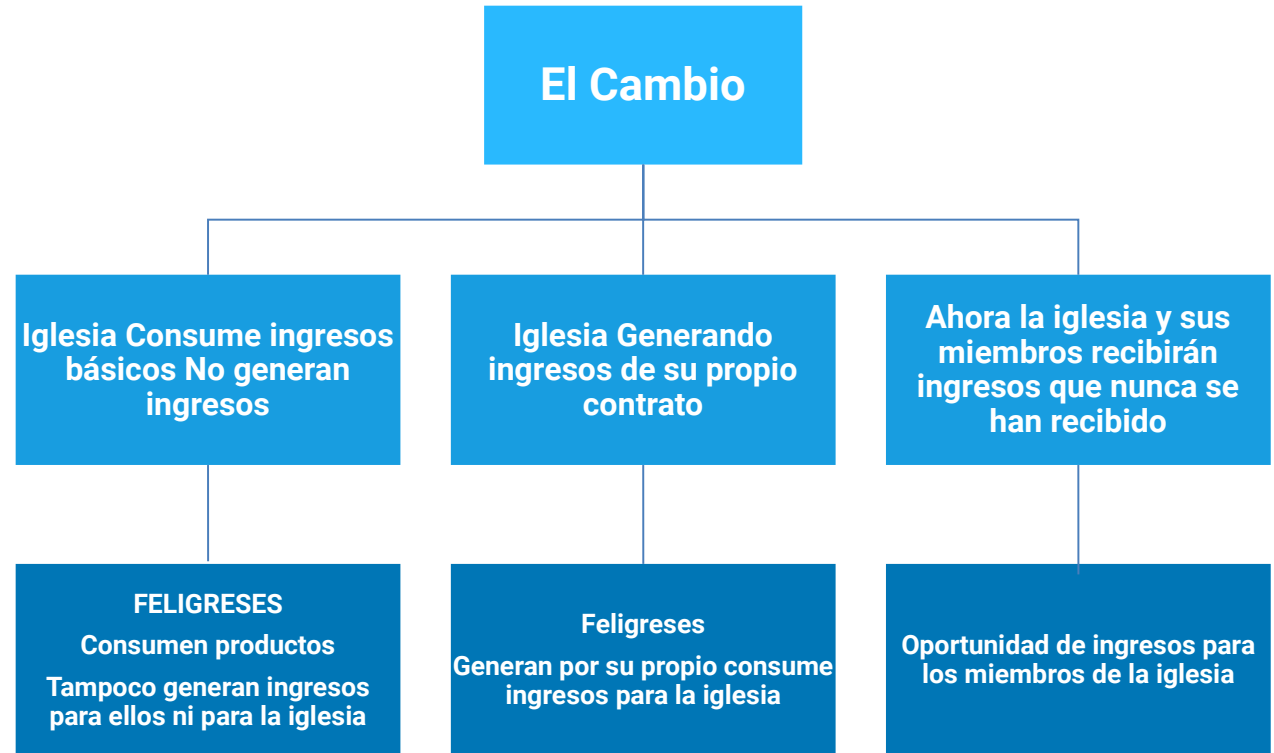 El Cambio
Iglesia Consume ingresos
básicos No generan
ingresos
Iglesia Generando
ingresos de su propio
contrato
Ahora la iglesia y sus
miembros recibirán
ingresos que nunca se
han recibido
FELIGRESES
Consumen productos
Tampoco generan ingresos
para ellos ni para la iglesia
Feligreses
Generan por su propio consume
ingresos para la iglesia
Oportunidad de ingresos para
los miembros de la iglesia